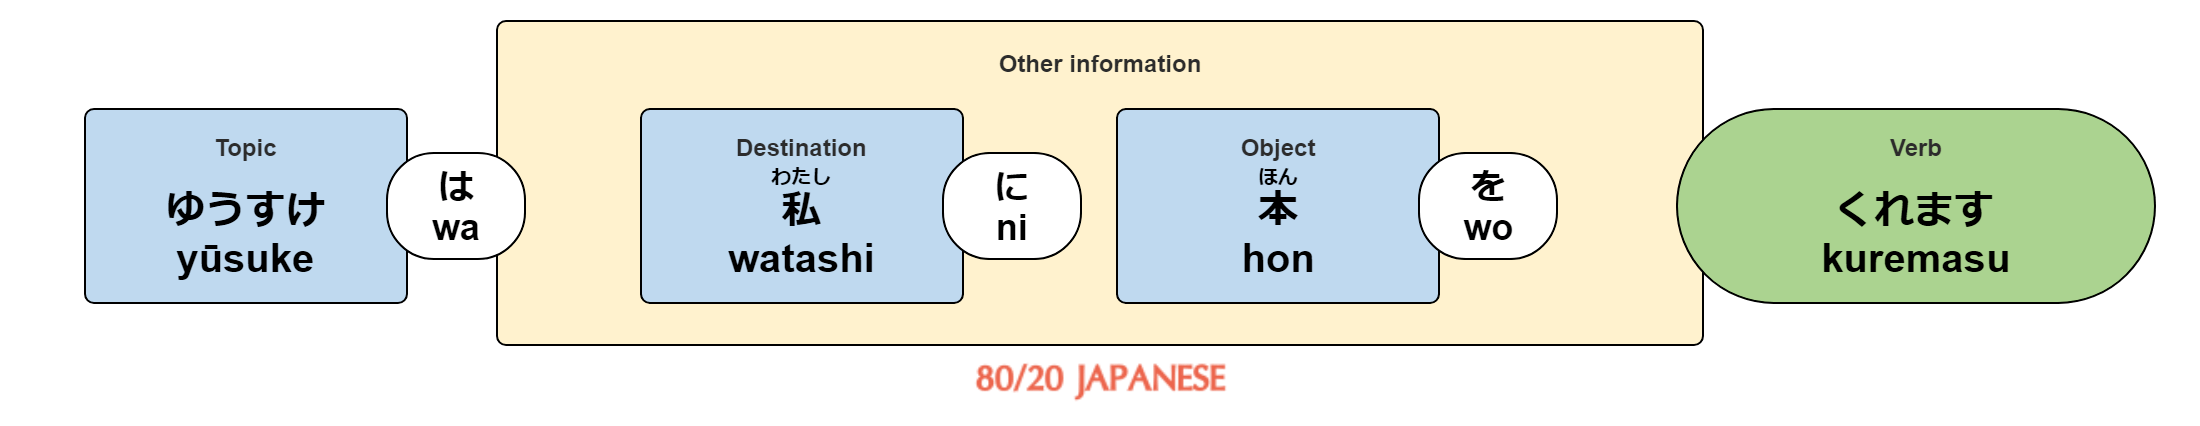 Other information
Topic
ゆうすけ
yūsuke
は
wa
Destination
わたし
私
watashi
に
ni
Object
ほん
本
hon
を
wo
Verb
くれます
kuremasu
80/20 JAPANESE